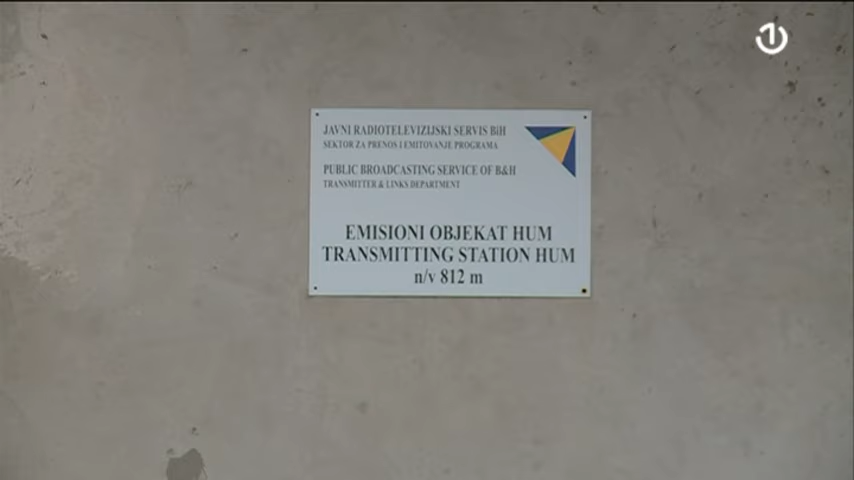 JAVNI RADIOTELEVIZIJSKI SERVIS BiH
SEKTOR ZA PRENOS I EMITOVANJE PROGRAMA
PUBLIC BROADCASTING SERVICE OF B&H
TRANSMITTER & LINKS DEPARTMENT
EMISIONI OBJEKAT HUM
TRANSMITTING STATION HUM
n/v 812 m